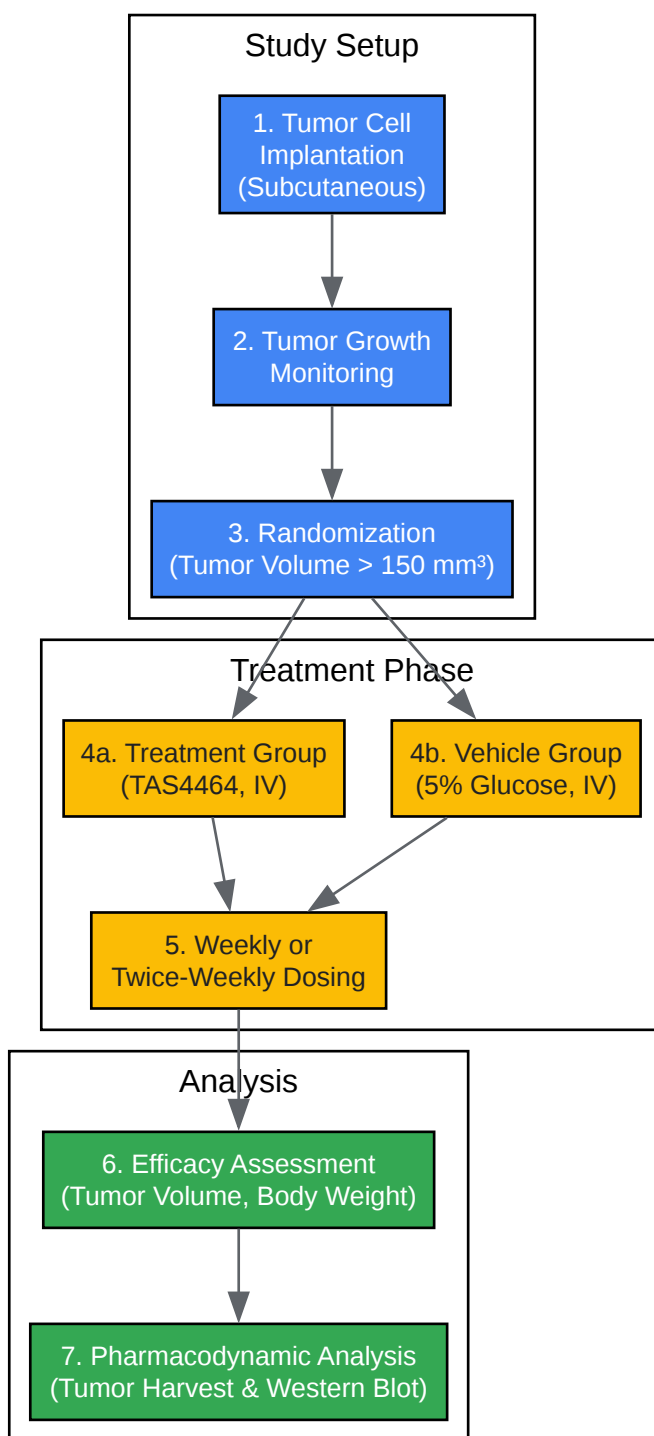 Study Setup
1. Tumor Cell
Implantation
(Subcutaneous)
2. Tumor Growth
Monitoring
3. Randomization
(Tumor Volume > 150 mm³)
Treatment Phase
4a. Treatment Group
(TAS4464, IV)
4b. Vehicle Group
(5% Glucose, IV)
5. Weekly or
Twice-Weekly Dosing
Analysis
6. Efficacy Assessment
(Tumor Volume, Body Weight)
7. Pharmacodynamic Analysis
(Tumor Harvest & Western Blot)